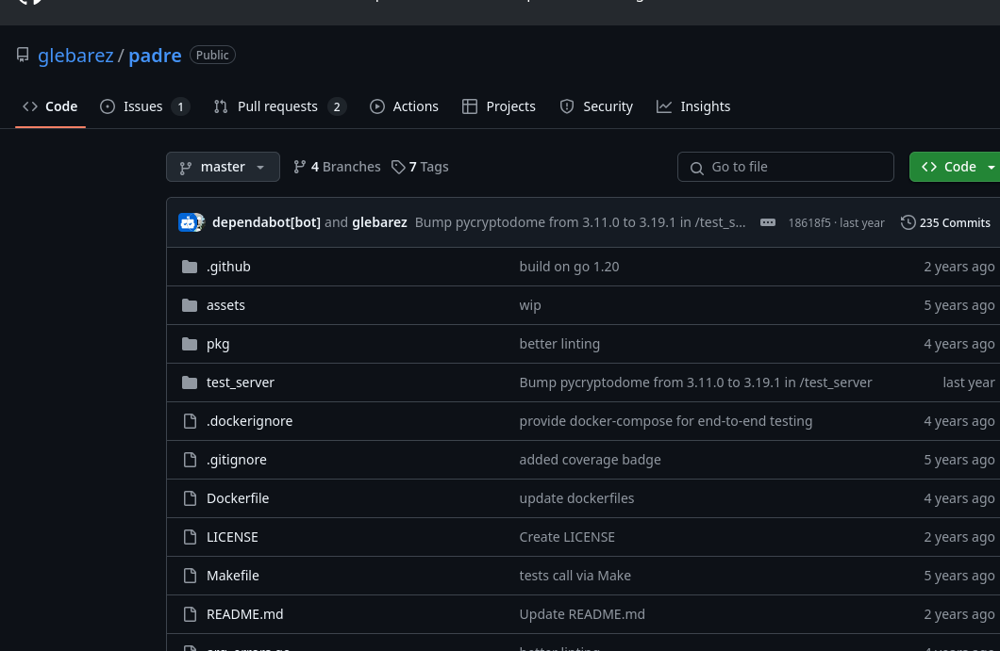 glebarez / padre Public
Code Issues 1 Pull requests 2 Actions Projects Security Insights
master 4 Branches 7 Tags Go to file Code
dependabot[bot] and glebarez Bump pycryptodome from 3.11.0 to 3.19.1 in /test_s... 18618f5 · last year 235 Commits
.github build on go 1.20 2 years ago
assets wip 5 years ago
pkg better linting 4 years ago
test_server Bump pycryptodome from 3.11.0 to 3.19.1 in /test_server last year
.dockerignore provide docker-compose for end-to-end testing 4 years ago
.gitignore added coverage badge 5 years ago
Dockerfile update dockerfiles 4 years ago
LICENSE Create LICENSE 2 years ago
Makefile tests call via Make 5 years ago
README.md Update README.md 2 years ago